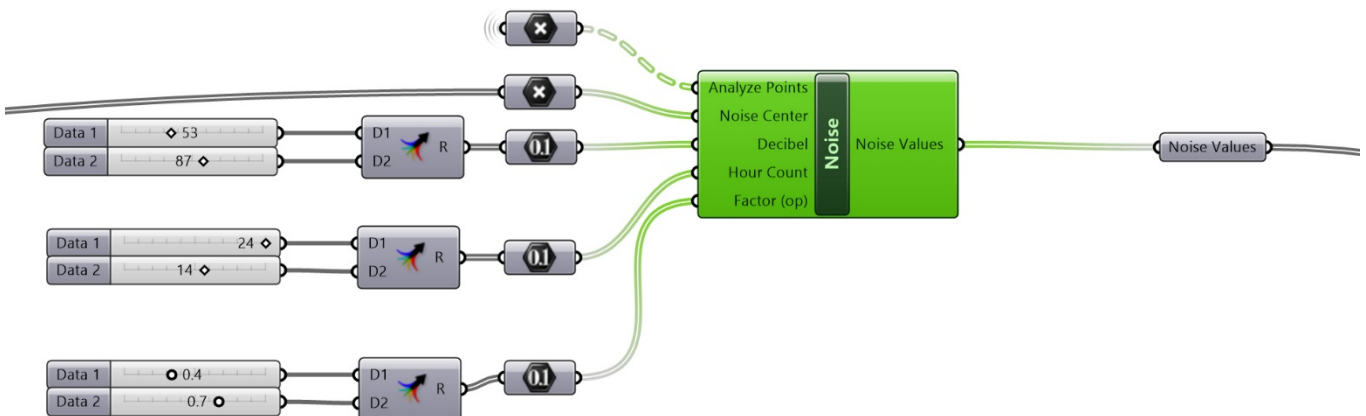 Data 1 53
Data 2 87
D1
D2
R
0.1
Data 1 24
Data 2 14
D1
D2
R
0.1
Data 1 0.4
Data 2 0.7
D1
D2
R
0.1
Analyze Points
Noise Center
Decibel
Hour Count
Factor (op)
Noise
Noise Values
Noise Values